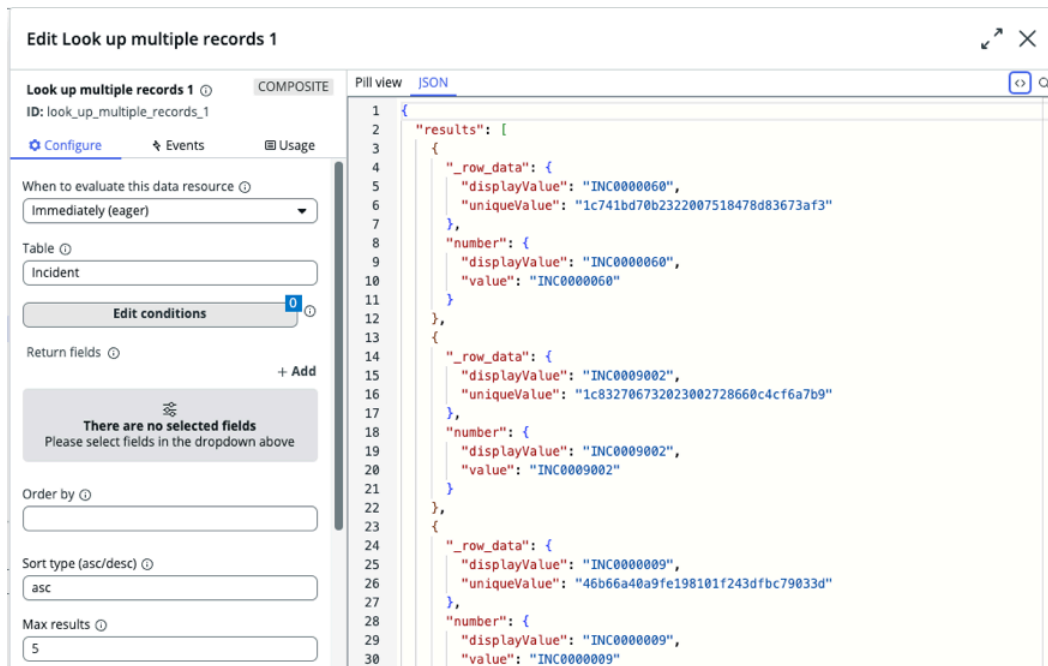 Edit Look up multiple records 1
Look up multiple records 1
COMPOSITE
ID: look_up_multiple_records_1
Configure
Events
Usage
When to evaluate this data resource
Immediately (eager)
Table
Incident
Edit conditions
0
Return fields
+ Add
There are no selected fields
Please select fields in the dropdown above
Order by
Sort type (asc/desc)
asc
Max results
5
Pill view
JSON
1 {
2 "results": [
3 {
4 "_row_data": {
5 "displayValue": "INC0000060",
6 "uniqueValue": "1c741bd70b2322007518478d83673af3"
7 },
8 "number": {
9 "displayValue": "INC0000060",
10 "value": "INC0000060"
11 }
12 },
13 {
14 "_row_data": {
15 "displayValue": "INC0009002",
16 "uniqueValue": "1c832706732023002728660c4cf6a7b9"
17 },
18 "number": {
19 "displayValue": "INC0009002",
20 "value": "INC0009002"
21 }
22 },
23 {
24 "_row_data": {
25 "displayValue": "INC0000009",
26 "uniqueValue": "46b66a40a9fe198101f243dfbc79033d"
27 },
28 "number": {
29 "displayValue": "INC0000009",
30 "value": "INC0000009"